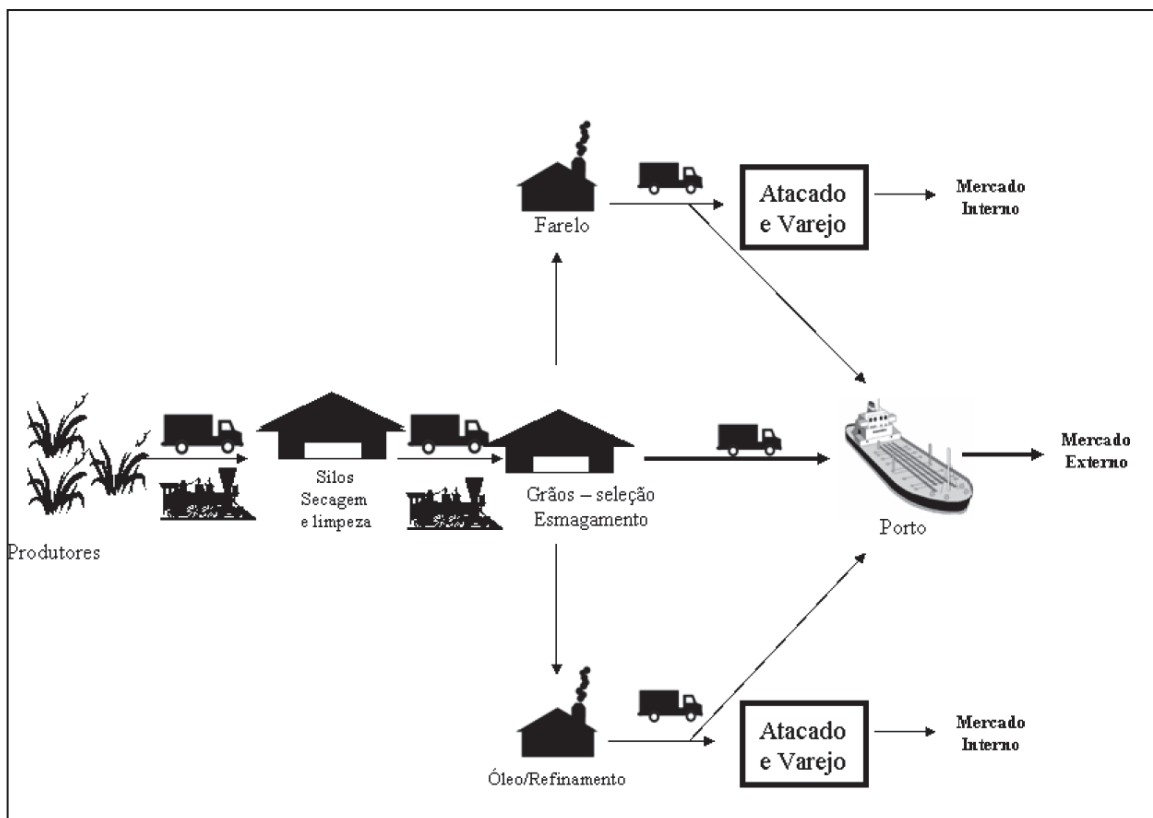 Farelo
Atacado
e Varejo
Mercado
Interno
Produtores
Silos
Secagem
e limpeza
Grãos – seleção
Esmagamento
Porto
Mercado
Externo
Óleo/Refinamento
Atacado
e Varejo
Mercado
Interno